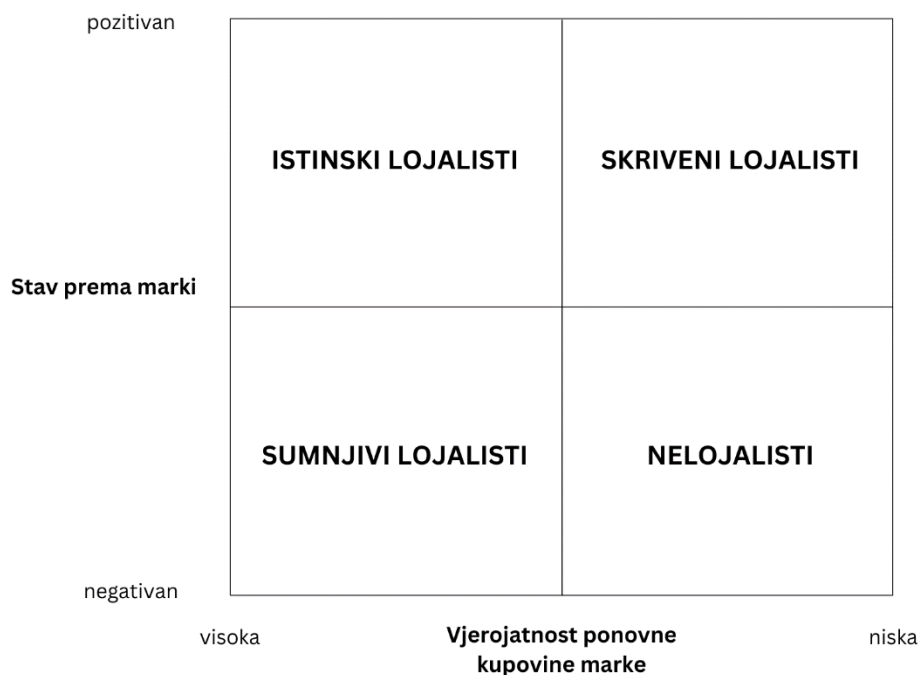 pozitivan
ISTINSKI LOJALISTI
SKRIVENI LOJALISTI
Stav prema marki
SUMNJIVI LOJALISTI
NELOJALISTI
negativan
visoka
Vjerojatnost ponovne
kupovine marke
niska